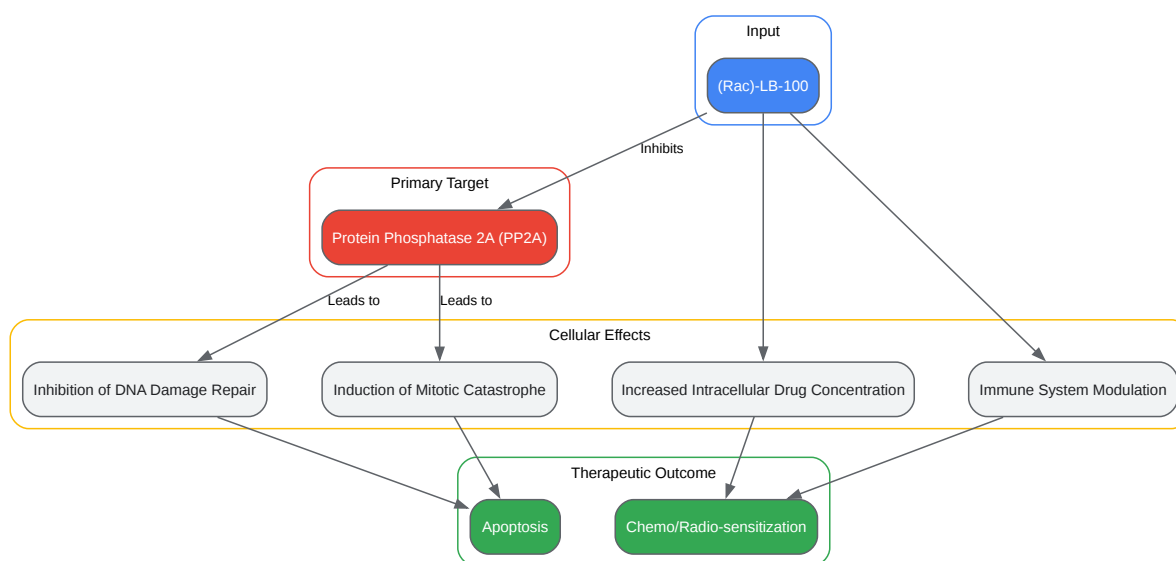 Input
(Rac)-LB-100
Inhibits
Primary Target
Protein Phosphatase 2A (PP2A)
Leads to
Leads to
Cellular Effects
Inhibition of DNA Damage Repair
Induction of Mitotic Catastrophe
Increased Intracellular Drug Concentration
Immune System Modulation
Therapeutic Outcome
Apoptosis
Chemo/Radio-sensitization